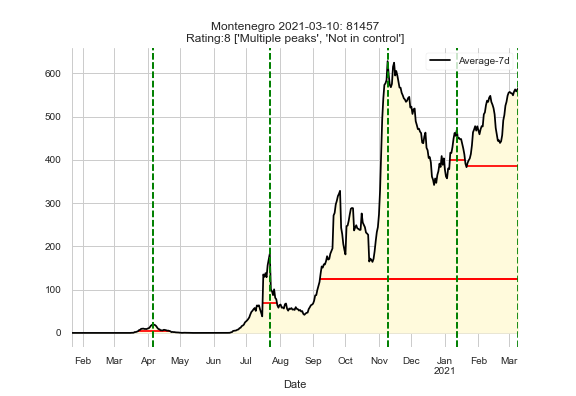 Montenegro 2021-03-10: 81457
Rating:8 ['Multiple peaks', 'Not in control']
Average-7d
600
500
400
300
200
100
0
Feb Mar Apr May Jun Jul Aug Sep Oct Nov Dec Jan Feb Mar
2021
Date